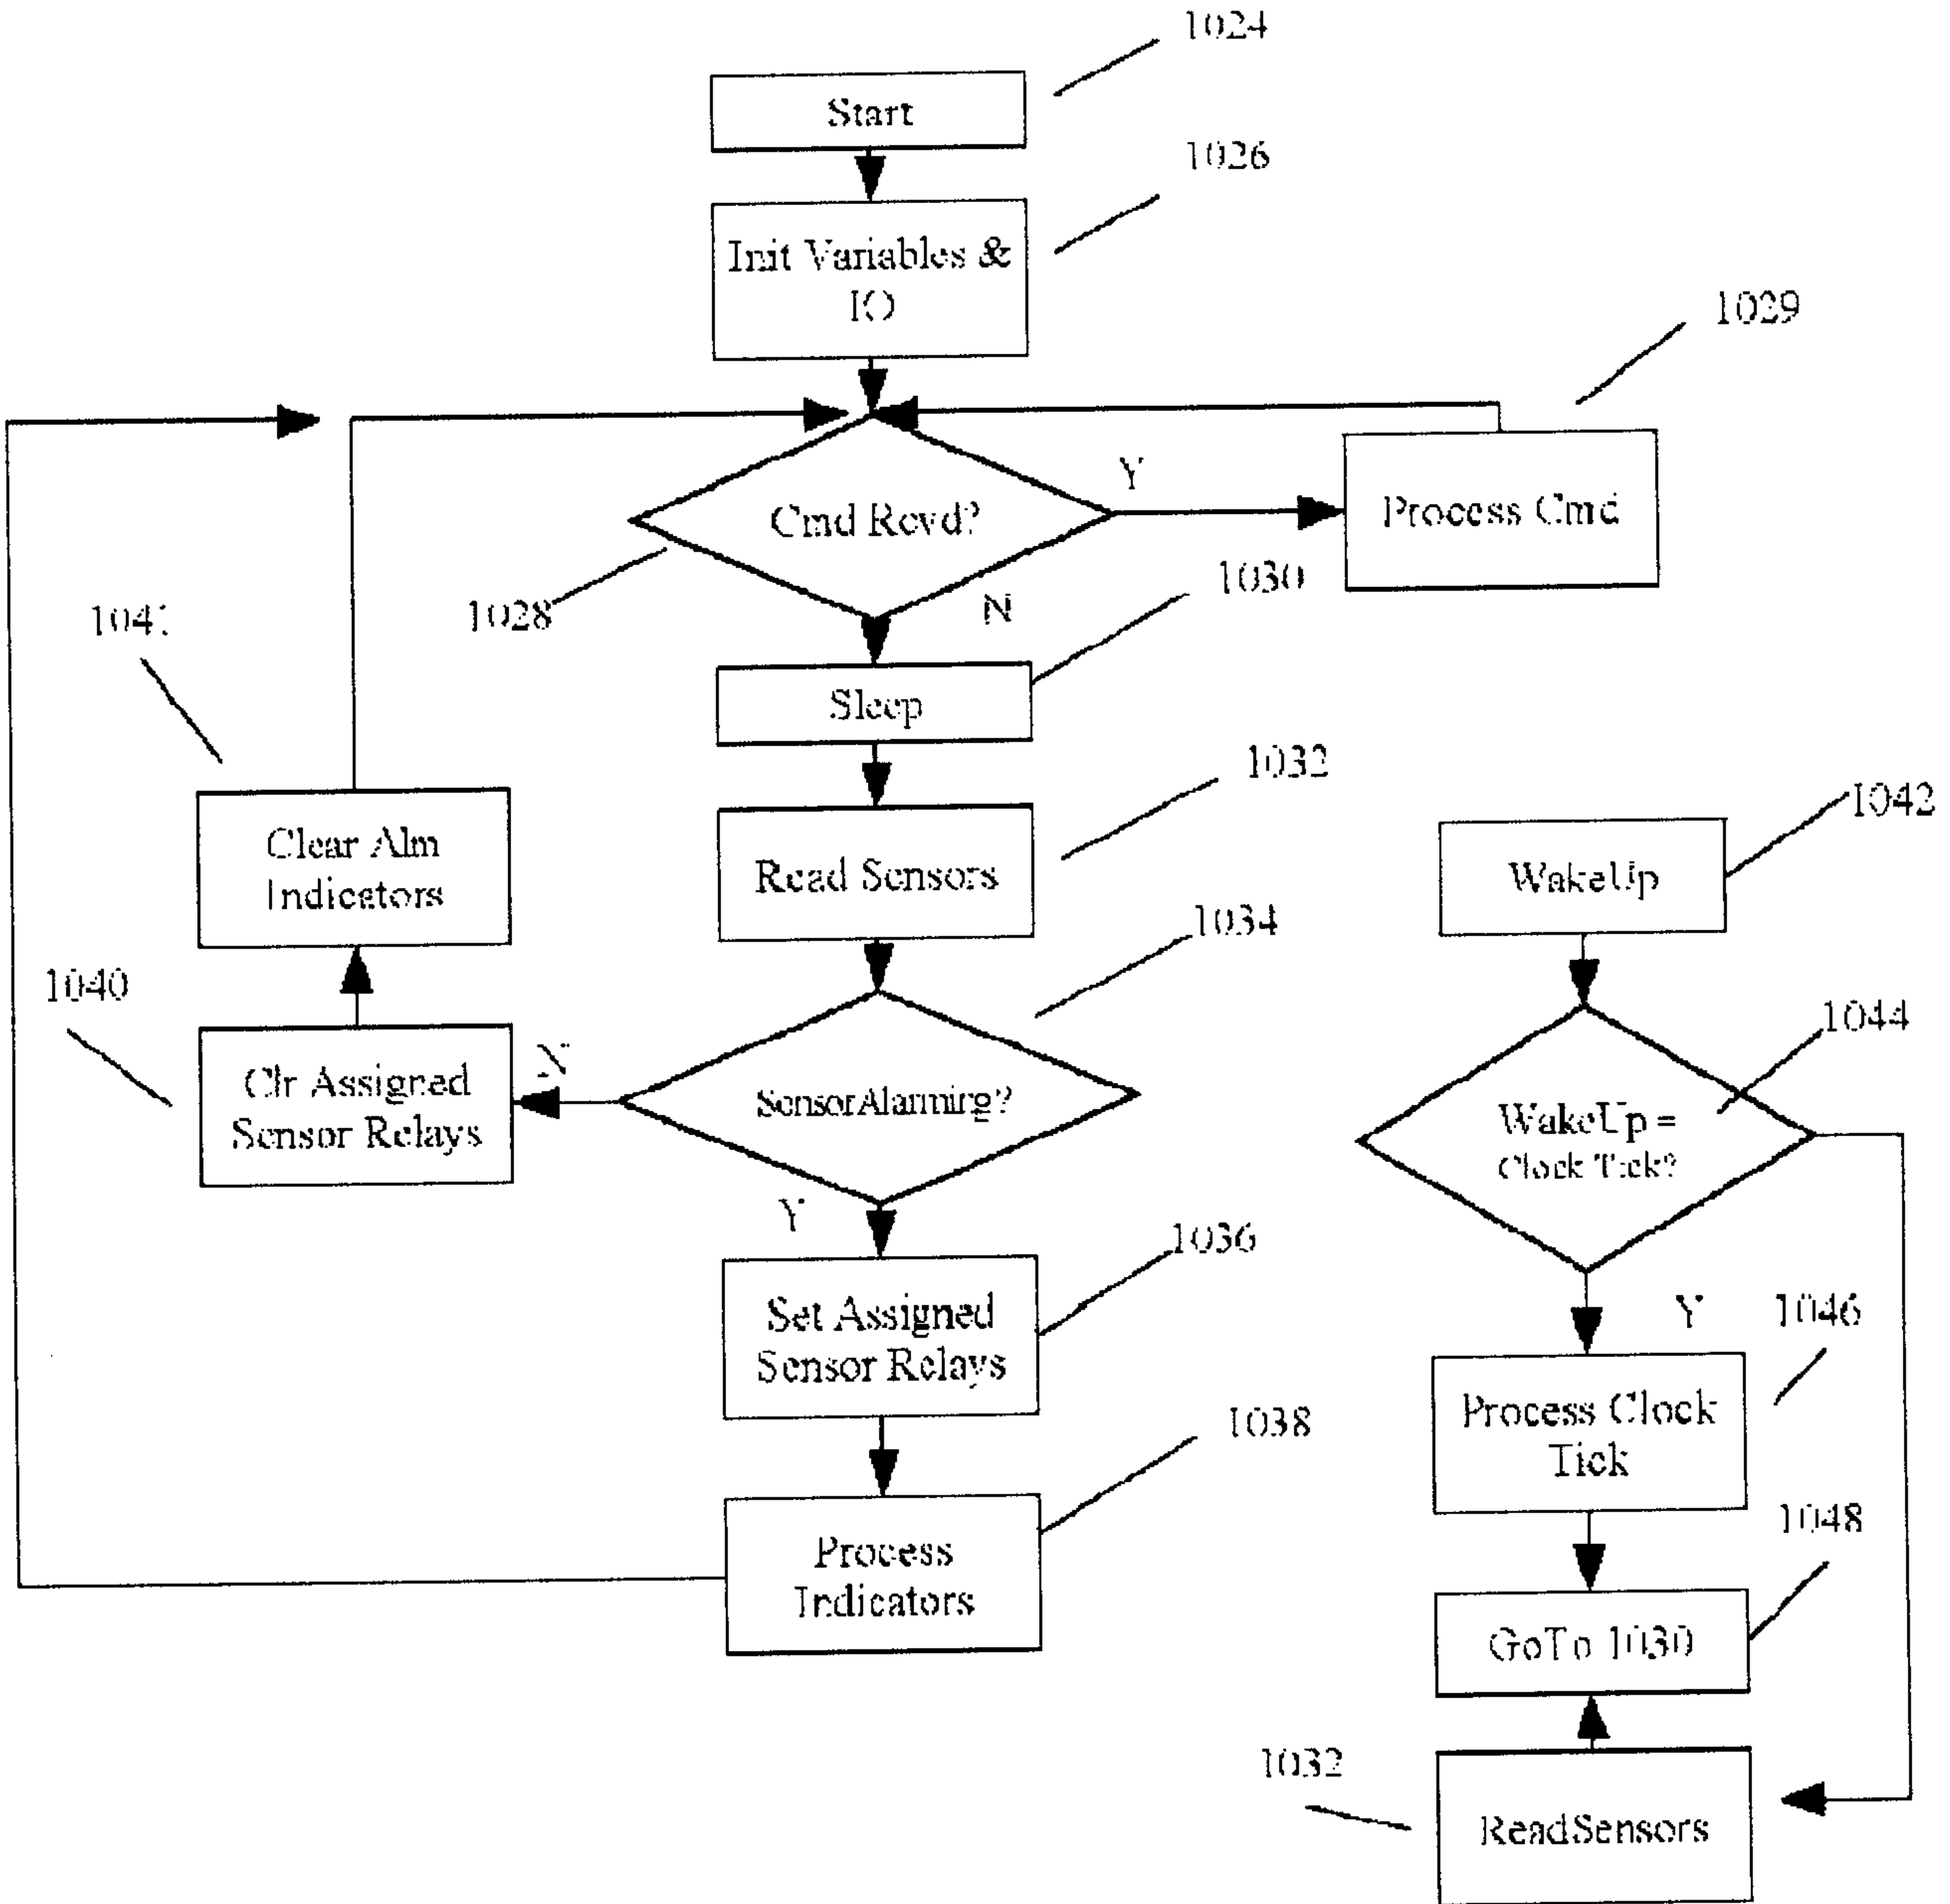 1024
Start
1026
Init Variables &
IO
1029
Y
Cmd Rcvd?
Process Cmd
1028
N
1030
1041
Sleep
1032
1042
Clear Alm
Indicators
Read Sensors
WakeUp
1034
1040
1044
N
Clr Assigned
Sensor Relays
SensorAlarming?
WakeUp =
Clock Tick?
Y
1036
Set Assigned
Sensor Relays
Y
1046
Process Clock
Tick
1038
Process
Indicators
1048
GoTo 1030
1032
ReadSensors